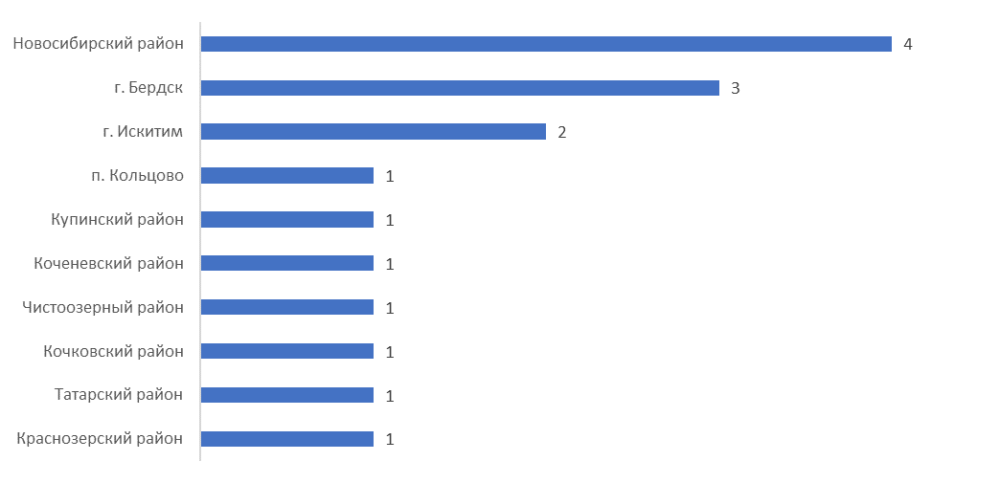 Новосибирский район 4
г. Бердск 3
г. Искитим 2
п. Кольцово 1
Купинский район 1
Коченевский район 1
Чистоозерный район 1
Кочковский район 1
Татарский район 1
Краснозерский район 1